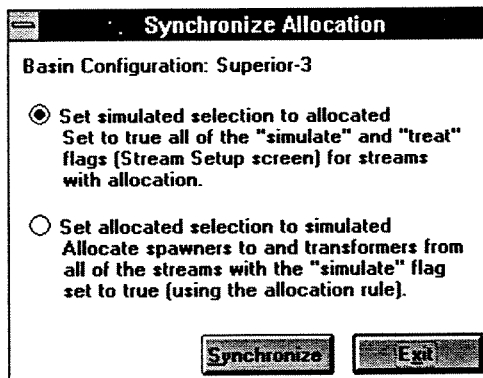 Synchronize Allocation
Basin Configuration: Superior-3
Set simulated selection to allocated
Set to true all of the "simulate" and "treat"
flags (Stream Setup screen) for streams
with allocation.
Set allocated selection to simulated
Allocate spawners to and transformers from
all of the streams with the "simulate" flag
set to true (using the allocation rule).
Synchronize Exit